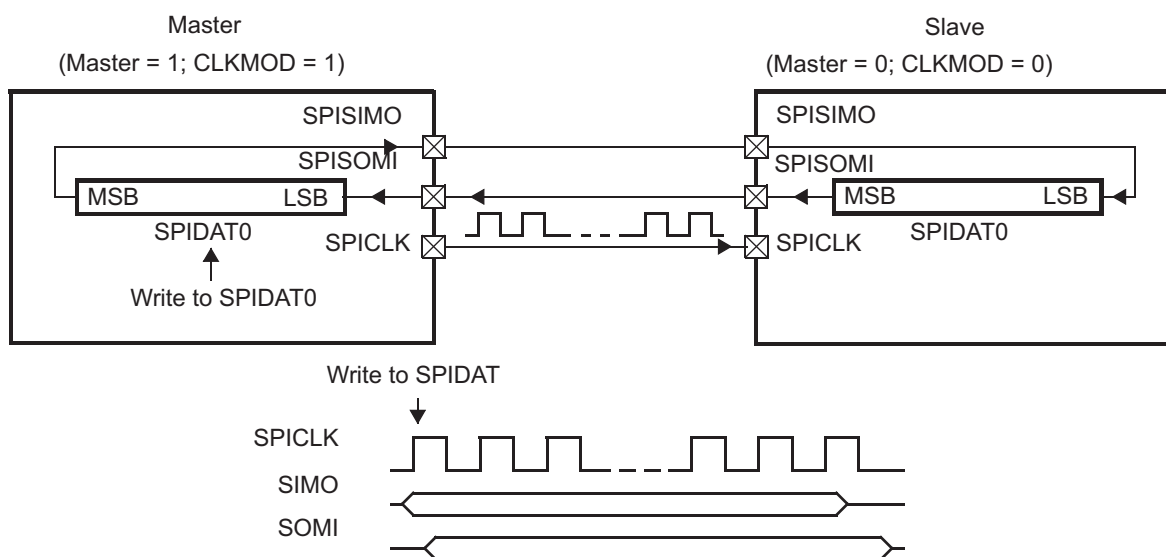 Master
(Master = 1; CLKMOD = 1)
Slave
(Master = 0; CLKMOD = 0)
SPISIMO
SPISIMO
SPISOMI
SPISOMI
MSB LSB
MSB LSB
SPIDAT0
SPICLK
SPICLK
SPIDAT0
Write to SPIDAT0
Write to SPIDAT
SPICLK
SIMO
SOMI